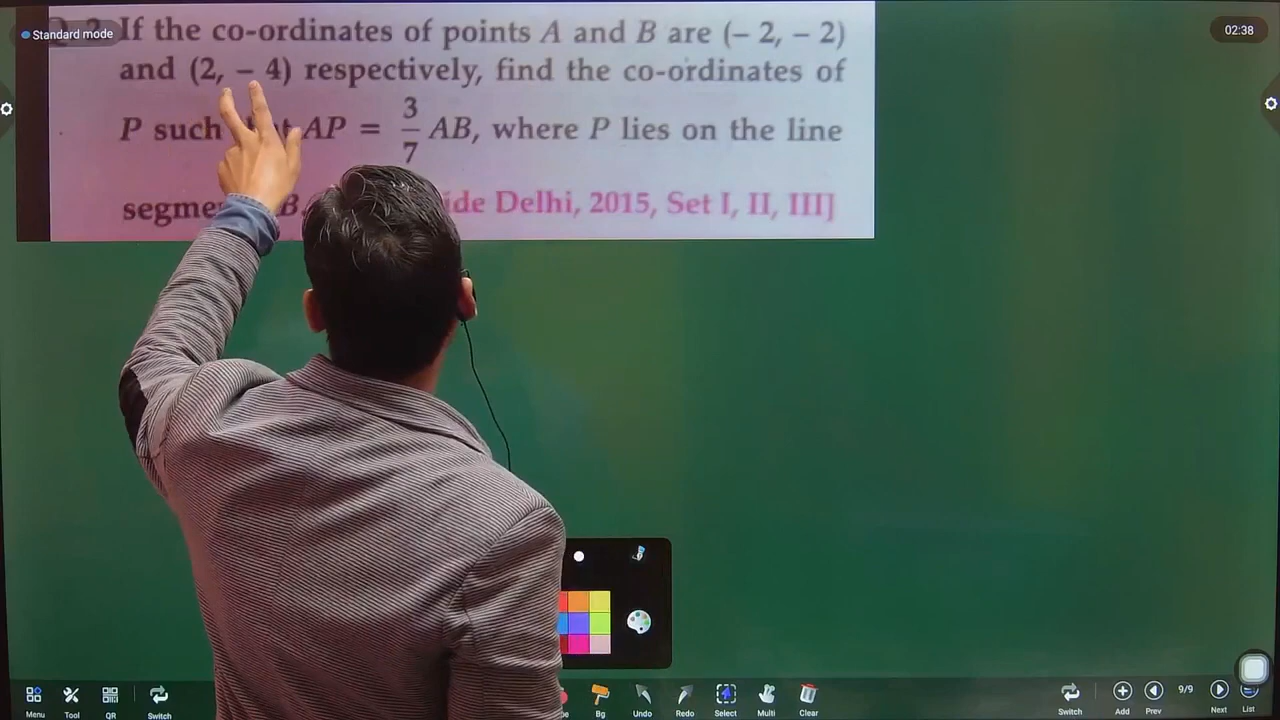 Standard mode
02:38
If the co-ordinates of points A and B are (– 2, – 2)
and (2, – 4) respectively, find the co-ordinates of
P such AP = 3/7 AB, where P lies on the line
Delhi, 2015, Set I, II, III]
Menu
Tool
QR
Switch
Bg
Undo
Redo
Select
Multi
Clear
Switch
Add
Prev
9/9
Next
List